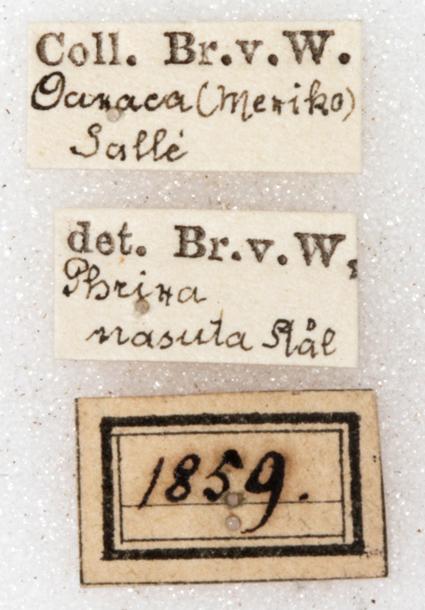 Coll. Br.v.W.
Oaxaca (Mexiko)
Sallé
det. Br.v.W.
Phrixa
nasuta Stål
1859.